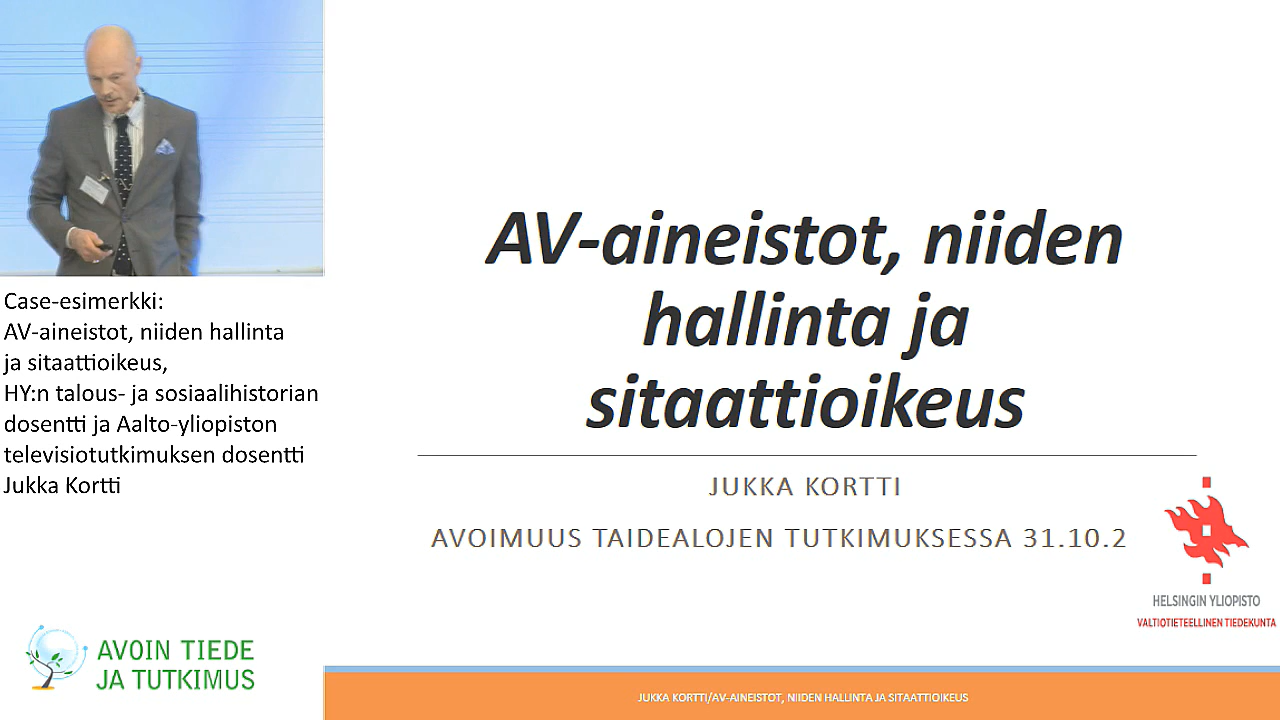 Case-esimerkki:
AV-aineistot, niiden hallinta
ja sitaattioikeus,
HY:n talous- ja sosiaalihistorian
dosentti ja Aalto-yliopiston
televisiotutkimuksen dosentti
Jukka Kortti
AVOIN TIEDE
JA TUTKIMUS
AV-aineistot, niiden
hallinta ja
sitaattioikeus
JUKKA KORTTI
AVOIMUUS TAIDEALOJEN TUTKIMUKSESSA 31.10.2
HELSINGIN YLIOPISTO
VALTIOTIETEELLINEN TIEDEKUNTA
JUKKA KORTTI/AV-AINEISTOT, NIIDEN HALLINTA JA SITAATTIOIKEUS